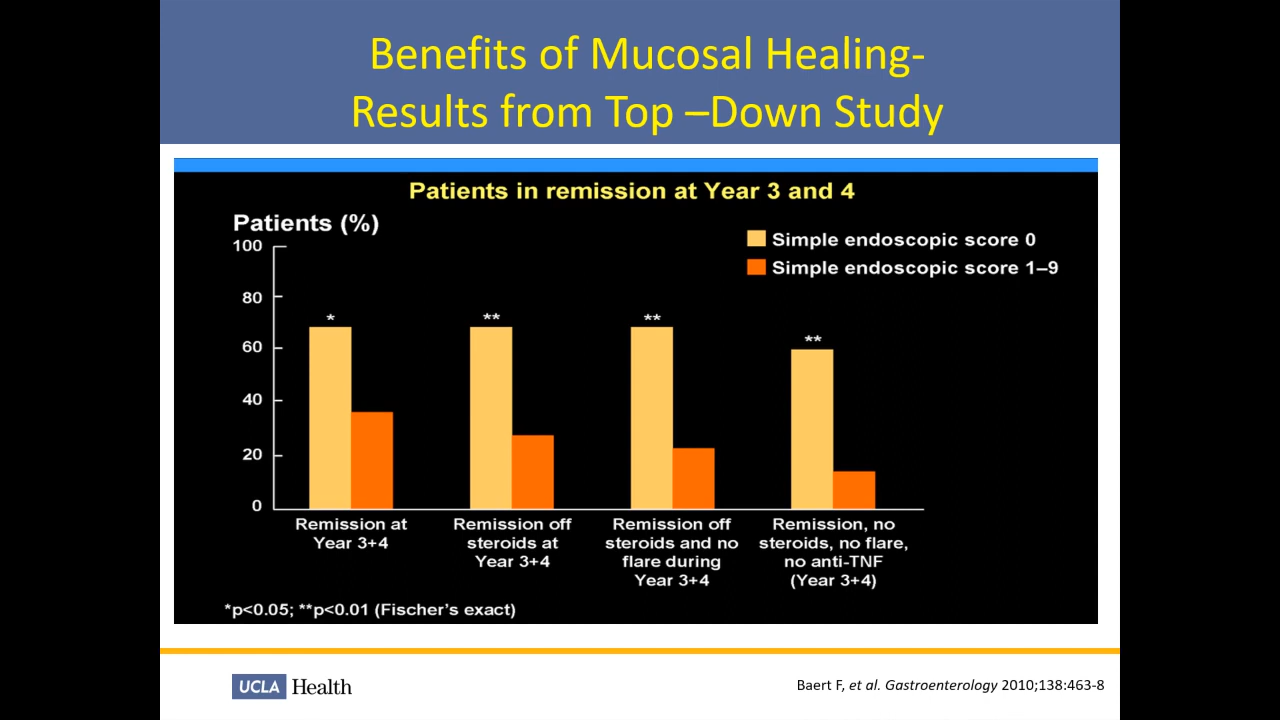 Benefits of Mucosal Healing-
Results from Top –Down Study
Patients in remission at Year 3 and 4
Patients (%)
100
80
60
40
20
0
Simple endoscopic score 0
Simple endoscopic score 1–9
*
**
**
**
Remission at
Year 3+4
Remission off
steroids at
Year 3+4
Remission off
steroids and no
flare during
Year 3+4
Remission, no
steroids, no flare,
no anti-TNF
(Year 3+4)
*p<0.05; **p<0.01 (Fischer's exact)
UCLA Health
Baert F, et al. Gastroenterology 2010;138:463-8